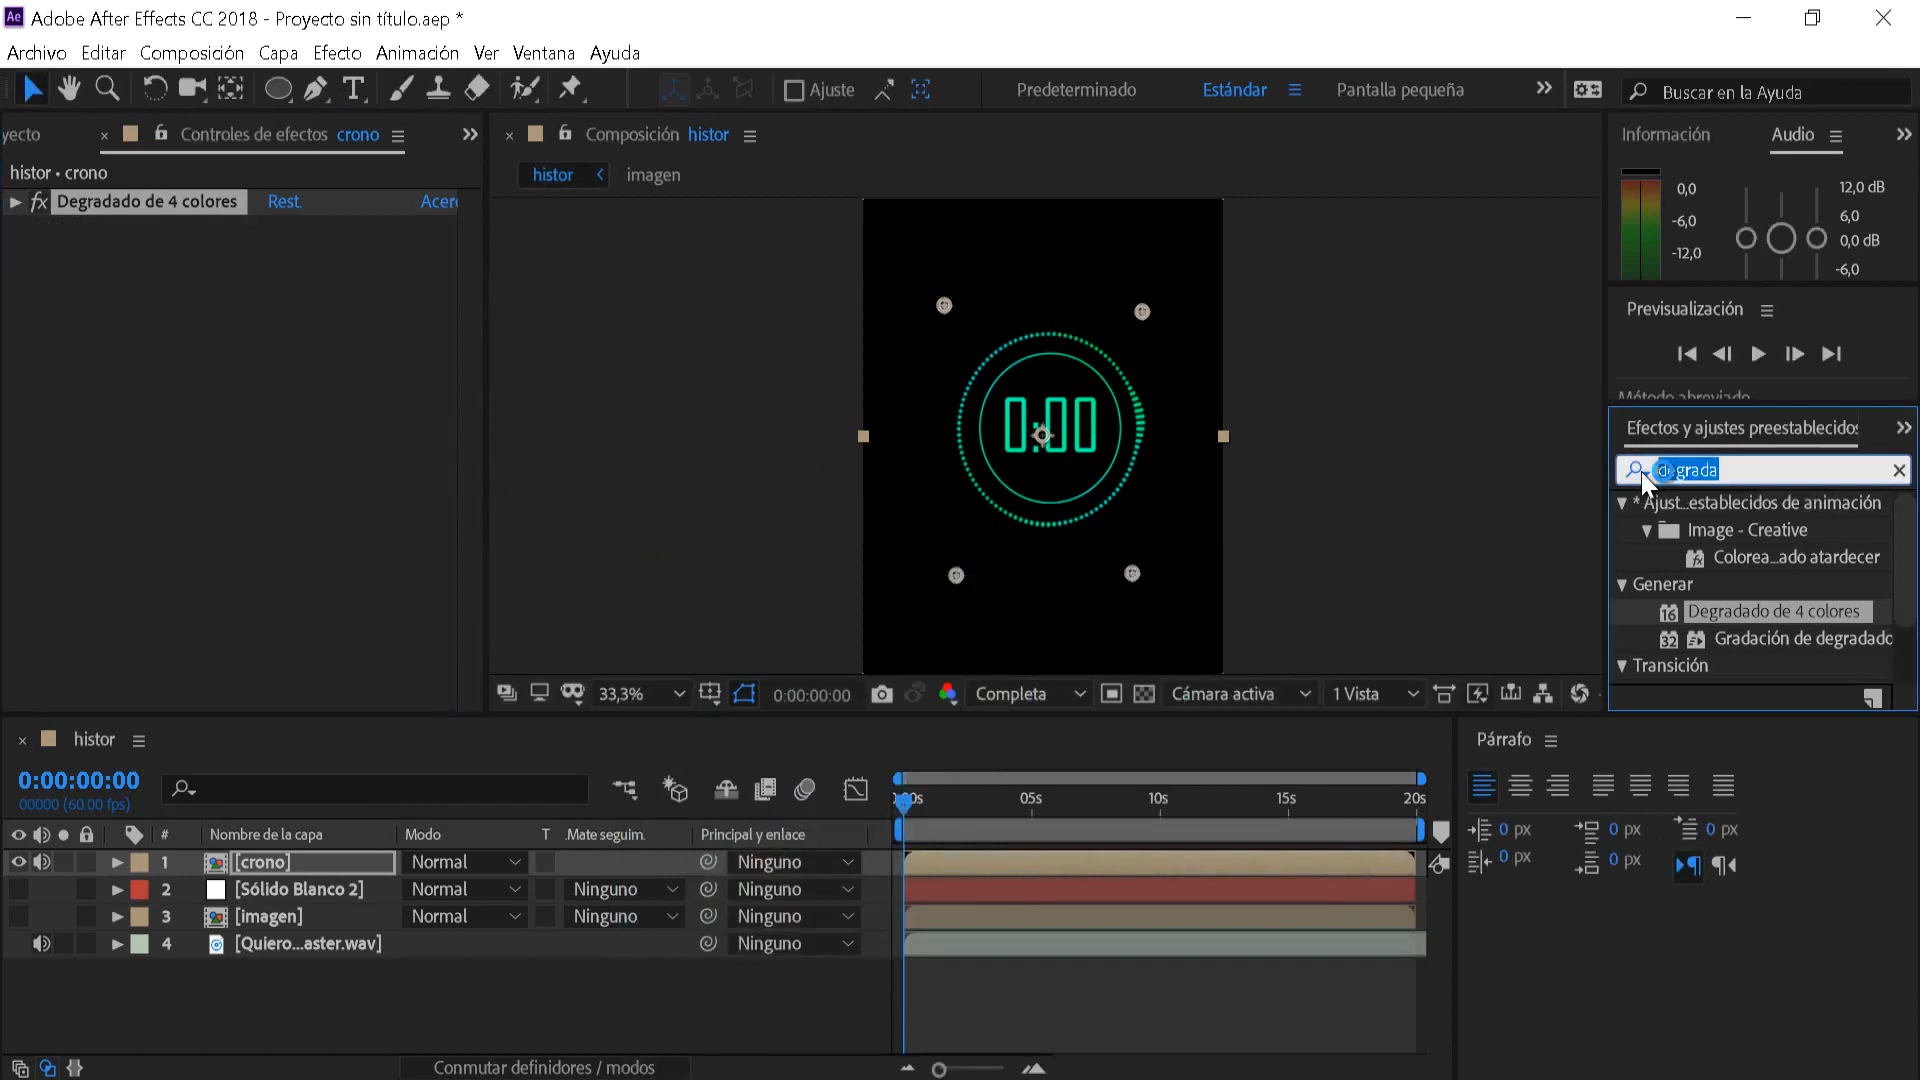 Adobe After Effects CC 2018 - Proyecto sin título.aep *
Archivo Editar Composición Capa Efecto Animación Ver Ventana Ayuda
Ajuste Predeterminado Estándar Pantalla pequeña Buscar en la Ayuda
yecto Controles de efectos crono
Composición histor
Información Audio
histor • crono
histor imagen
fx Degradado de 4 colores Rest.
0,0
-6,0
-12,0
12,0 dB
6,0
0,0 dB
-6,0
0:00
Previsualización
Método abreviado
Efectos y ajustes preestablecidos
degrada
* Ajust...establecidos de animación
Image - Creative
Colorea...ado atardecer
Generar
16 Degradado de 4 colores
32 Gradación de degradado
Transición
33,3% 0:00:00:00 Completa Cámara activa 1 Vista
histor
0:00:00:00
00000 (60.00 fps)
05s 10s 15s 20s
# Nombre de la capa Modo T .Mate seguim. Principal y enlace
1 [crono] Normal Ninguno
2 [Sólido Blanco 2] Normal Ninguno Ninguno
3 [imagen] Normal Ninguno Ninguno
4 [Quiero...aster.wav] Ninguno
Conmutar definidores / modos
Párrafo
0 px 0 px 0 px
0 px 0 px